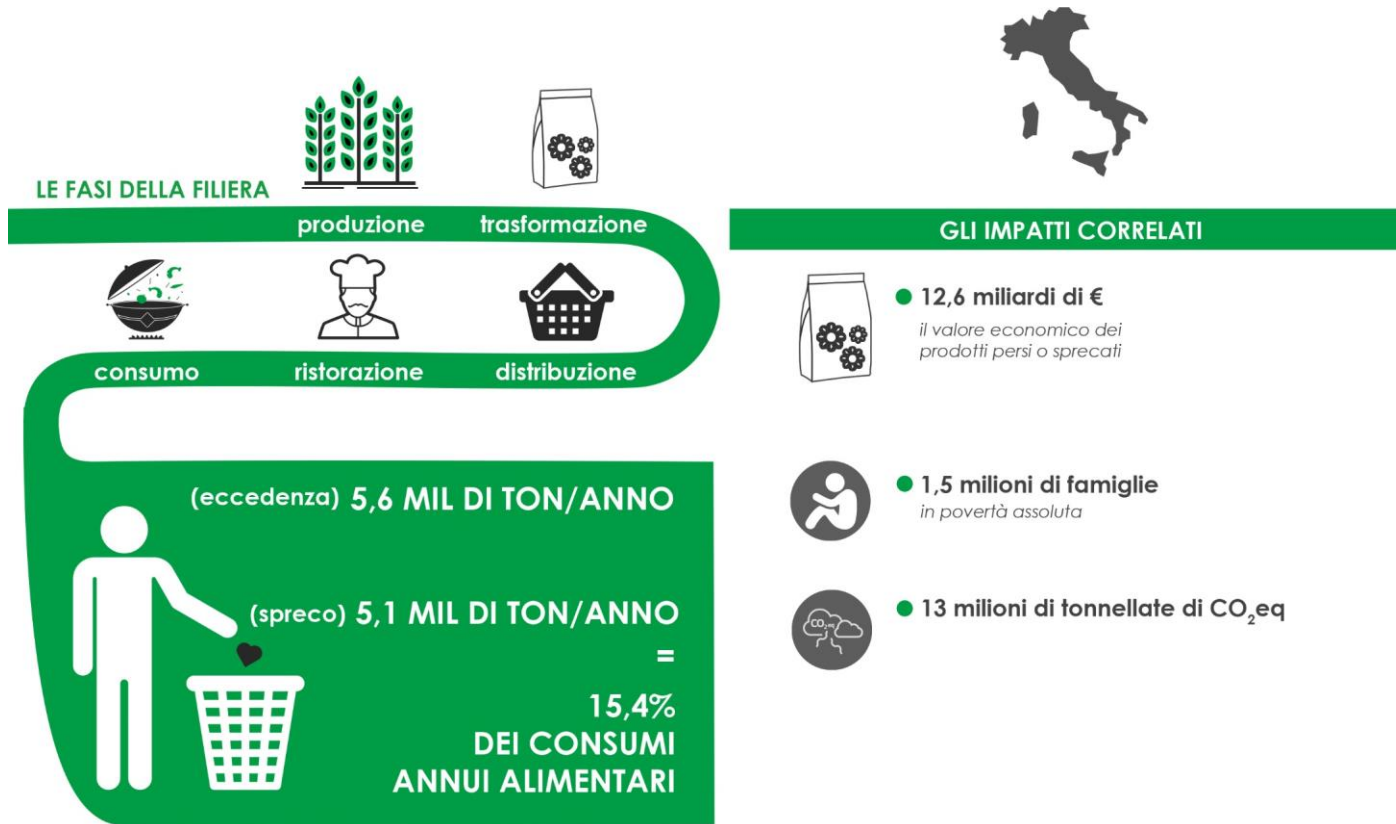 LE FASI DELLA FILIERA
produzione
trasformazione
consumo
ristorazione
distribuzione
(eccedenza) 5,6 MIL DI TON/ANNO
(spreco) 5,1 MIL DI TON/ANNO
=
15,4%
DEI CONSUMI
ANNUI ALIMENTARI
GLI IMPATTI CORRELATI
12,6 miliardi di €
il valore economico dei
prodotti persi o sprecati
1,5 milioni di famiglie
in povertà assoluta
CO₂eq
13 milioni di tonnellate di CO₂eq